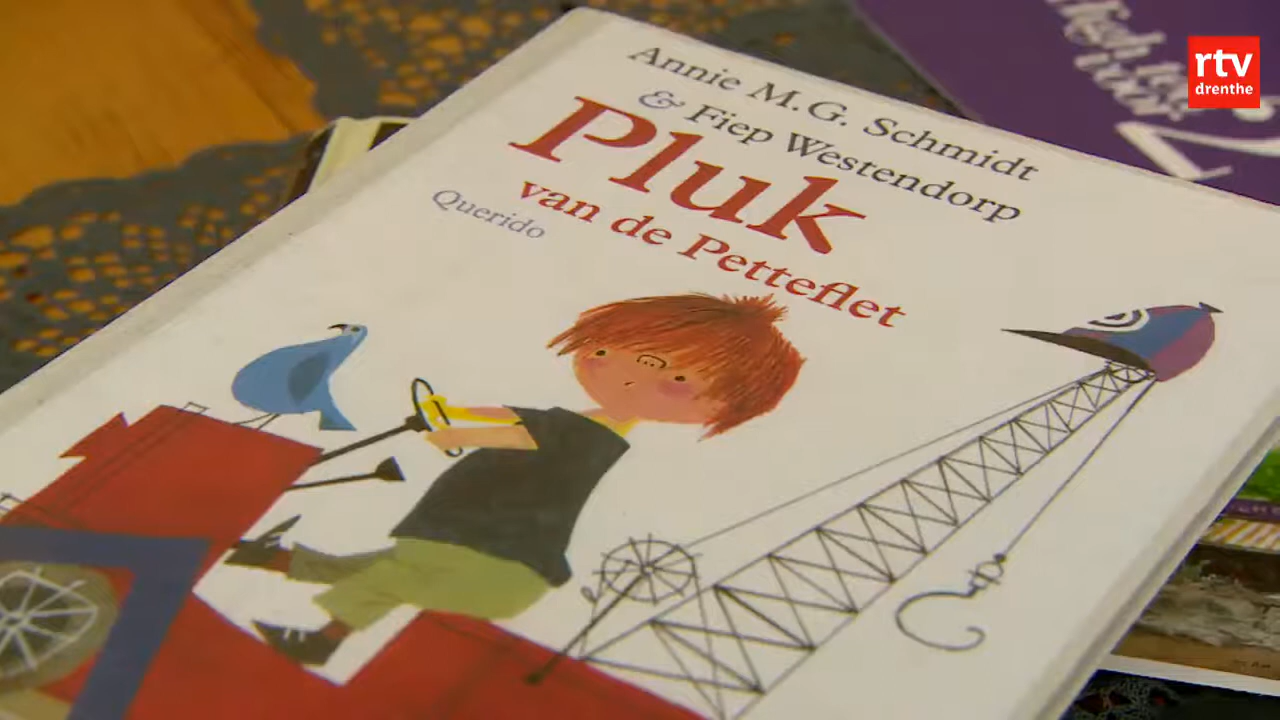 Annie M.G. Schmidt
& Fiep Westendorp
Pluk
van de Petteflet
Querido
rtv
drenthe